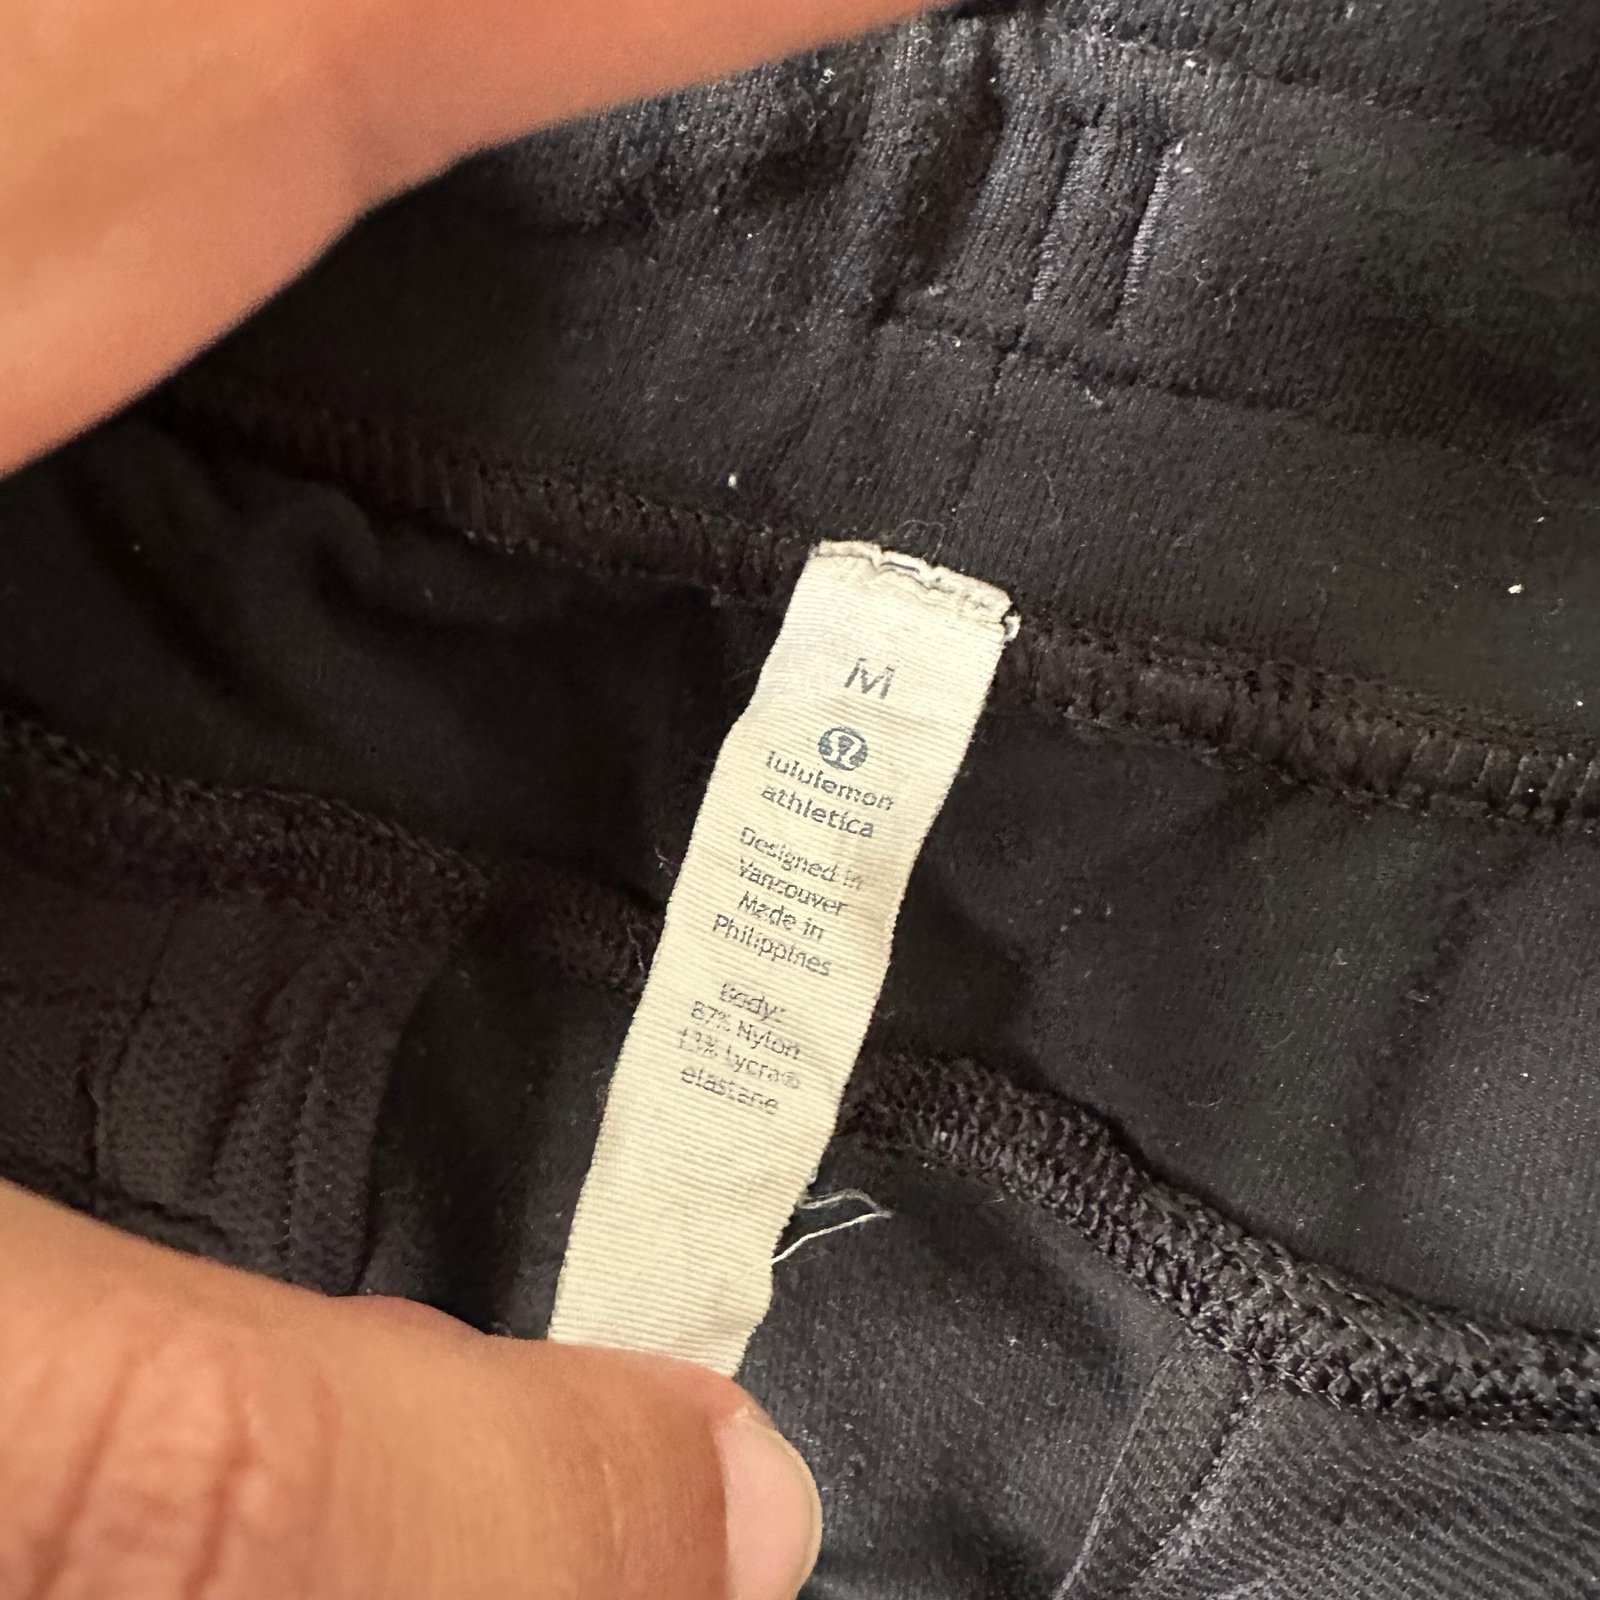 M
lululemon
athletica
Designed in
Vancouver
Made in
Philippines
Body:
87% Nylon
13% Lycra®
elastane